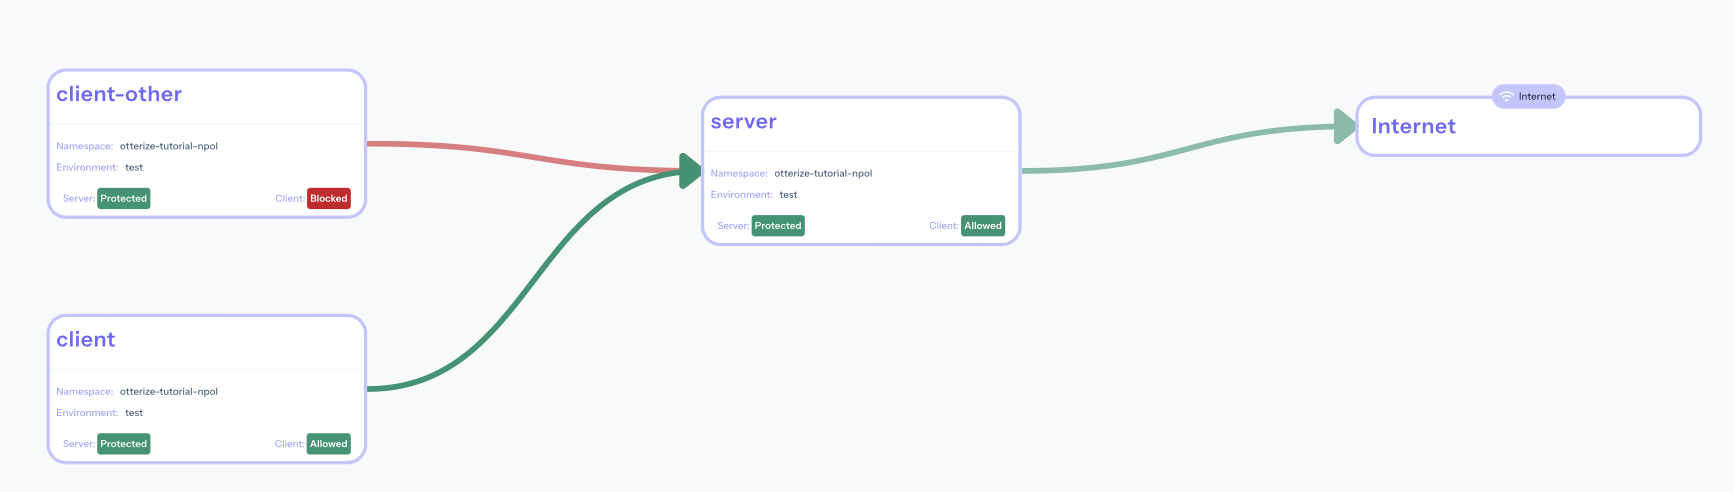 client-other
Namespace: otterize-tutorial-npol
Environment: test
Server: Protected Client: Blocked
server
Namespace: otterize-tutorial-npol
Environment: test
Server: Protected Client: Allowed
Internet
Internet
client
Namespace: otterize-tutorial-npol
Environment: test
Server: Protected Client: Allowed